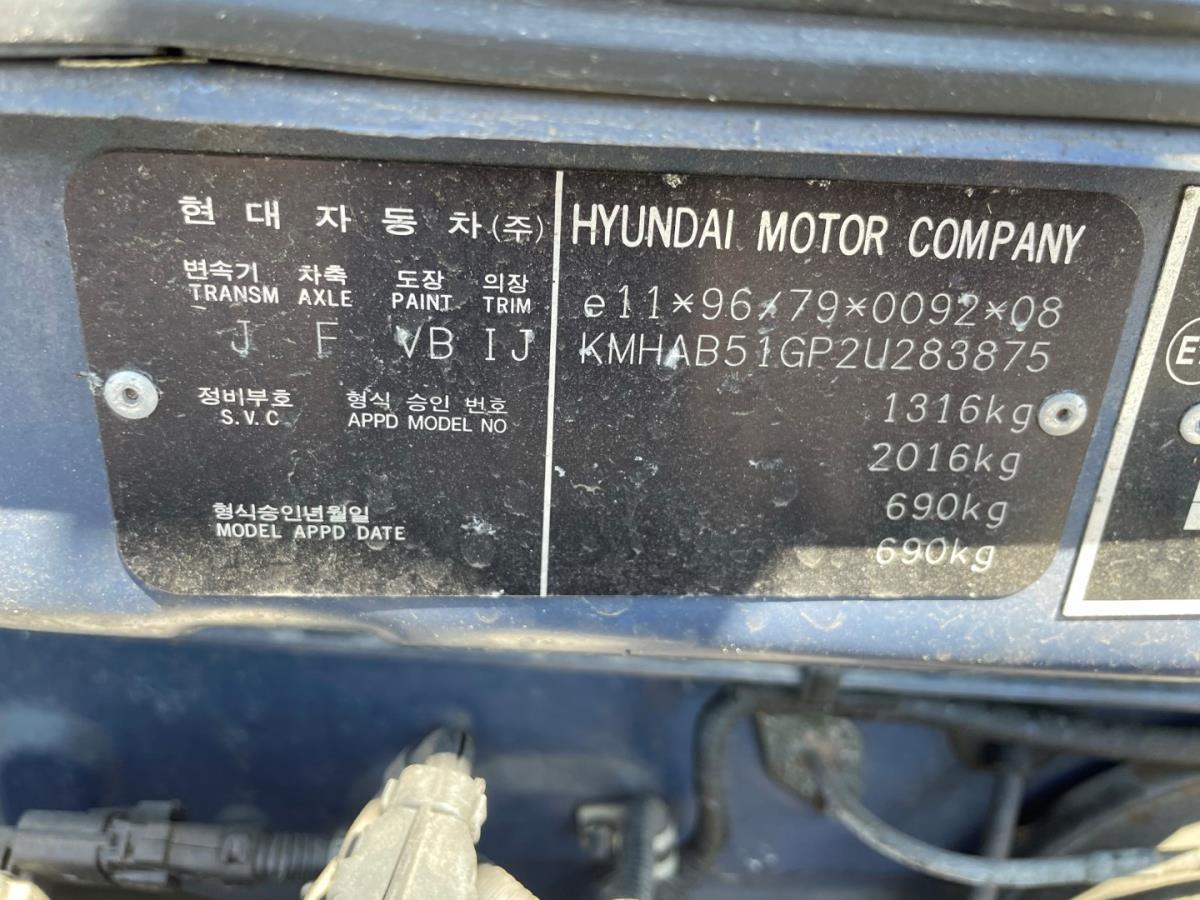 현 대 자 동 차 (주)
변속기 차축 도장 의장
TRANSM AXLE PAINT TRIM
J F VB IJ
정비부호 형식 승인 번호
S.V.C APPD MODEL NO
형식승인년월일
MODEL APPD DATE
HYUNDAI MOTOR COMPANY
e11*96/79*0092*08
KMHAB51GP2U283875
1316kg
2016kg
690kg
690kg
E